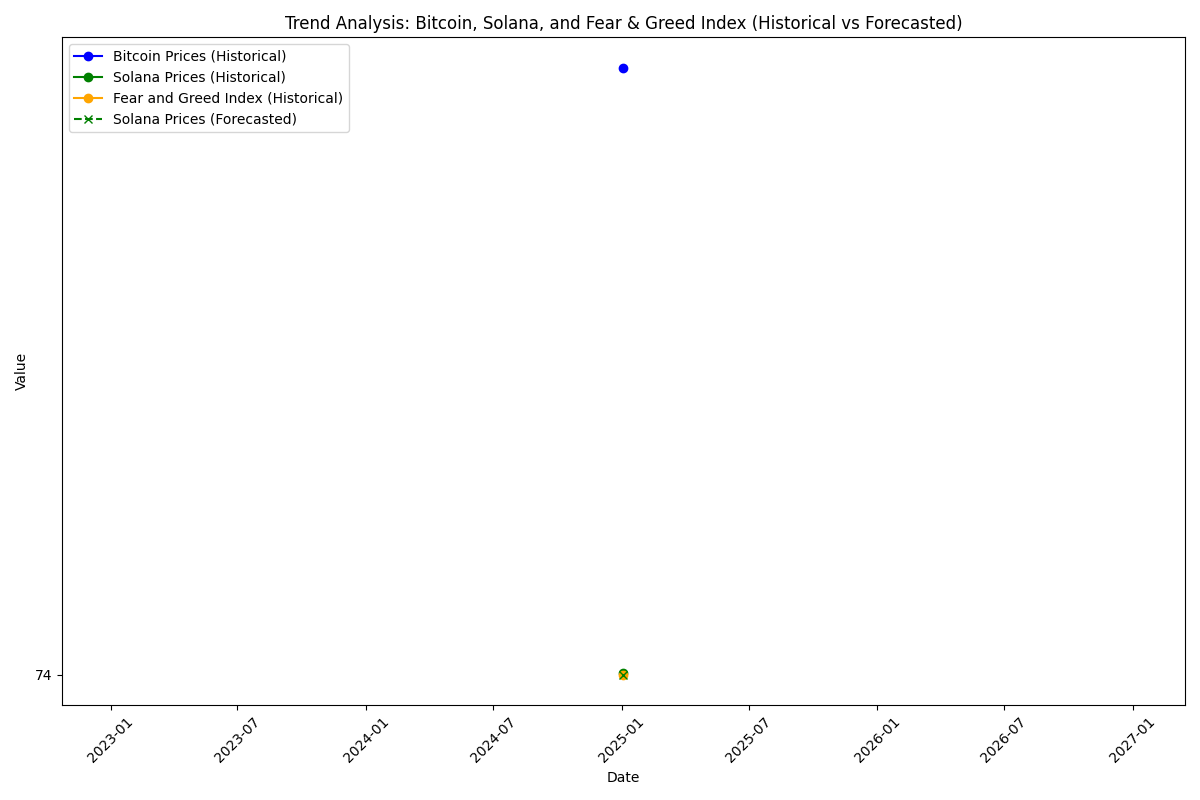 Trend Analysis: Bitcoin, Solana, and Fear & Greed Index (Historical vs Forecasted)
Bitcoin Prices (Historical)
Solana Prices (Historical)
Fear and Greed Index (Historical)
Solana Prices (Forecasted)
Value
74
2023-01
2023-07
2024-01
2024-07
2025-01
2025-07
2026-01
2026-07
2027-01
Date